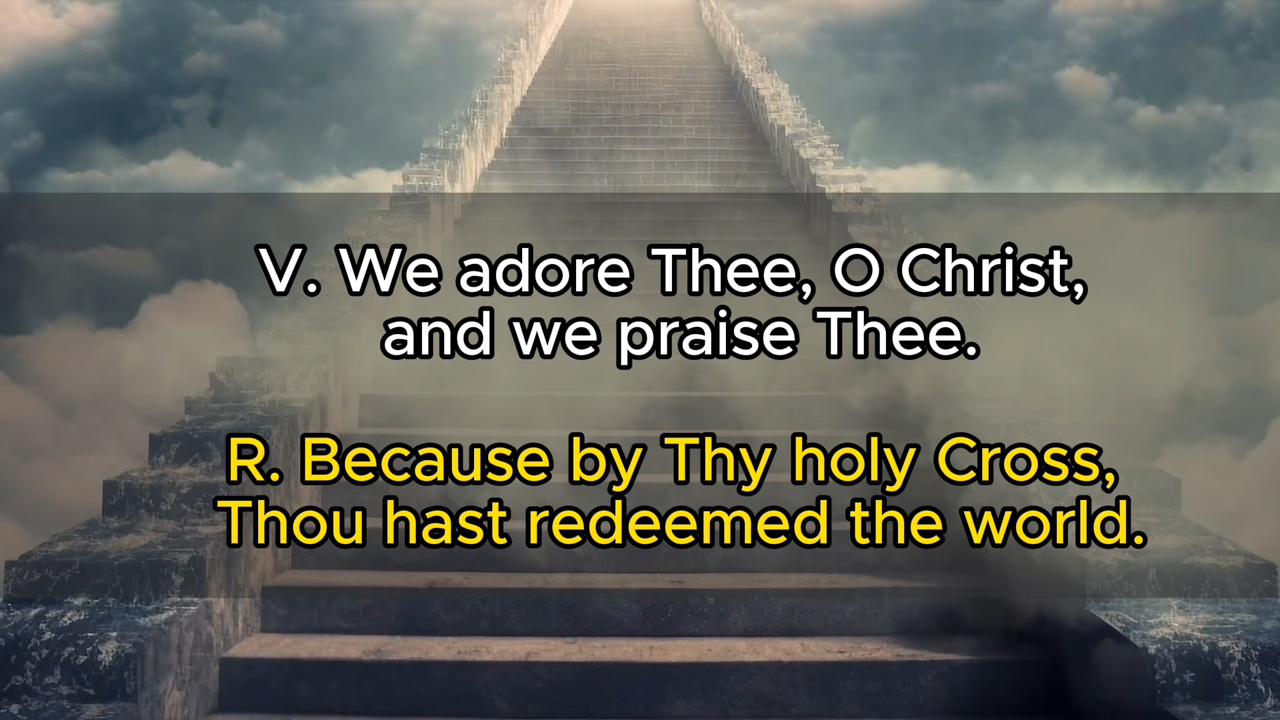 V. We adore Thee, O Christ,
and we praise Thee.
R. Because by Thy holy Cross,
Thou hast redeemed the world.